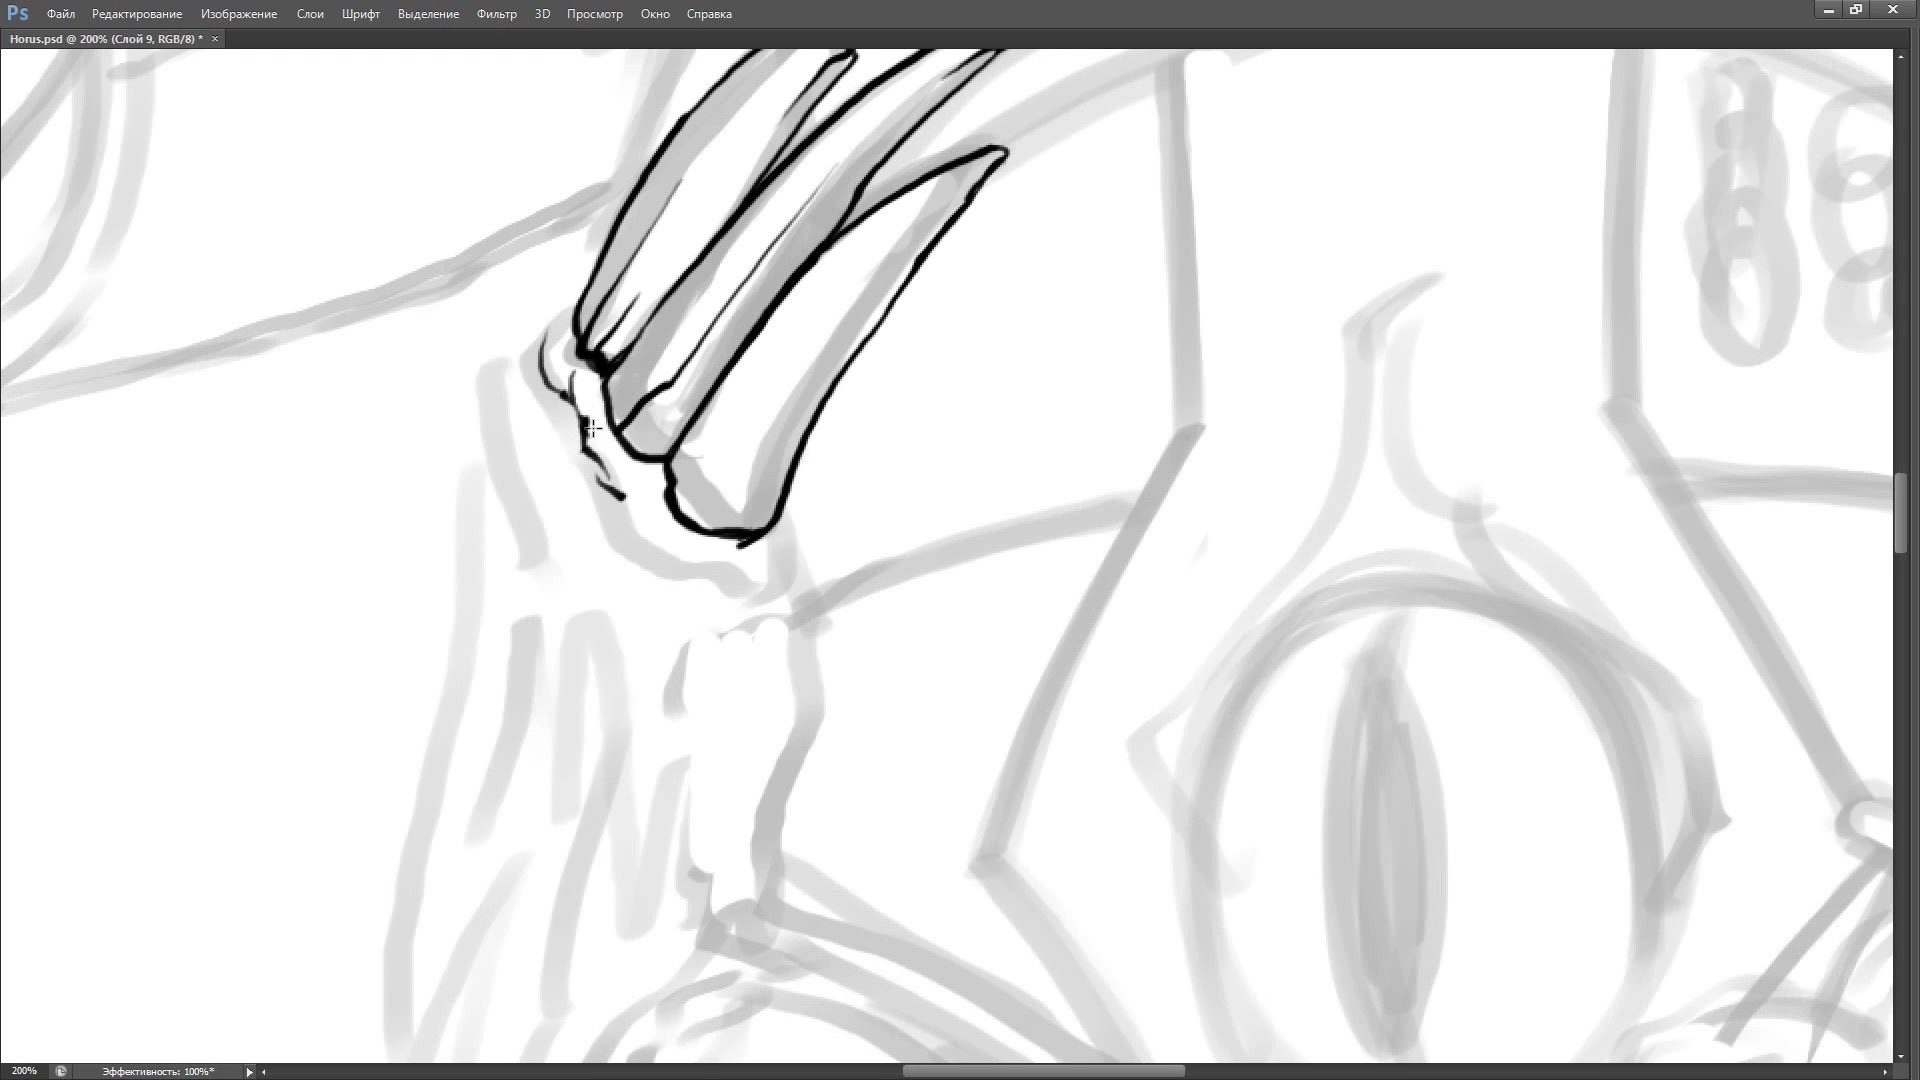 Ps Файл Редактирование Изображение Слои Шрифт Выделение Фильтр 3D Просмотр Окно Справка
Horus.psd @ 200% (Слой 9, RGB/8) * ×
200% Эффективность: 100%*